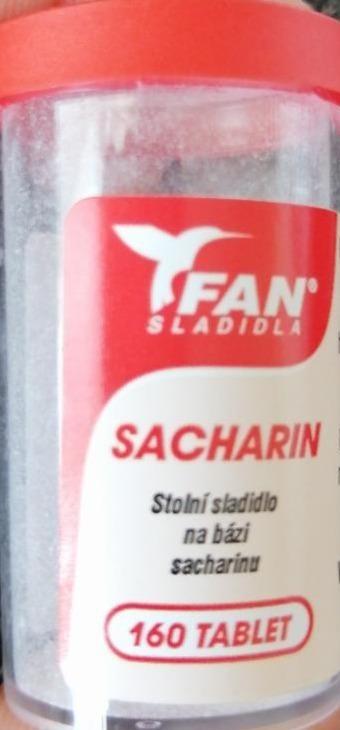 FAN®
SLADIDLA
SACHARIN
Stolní sladidlo
na bázi
sacharinu
160 TABLET